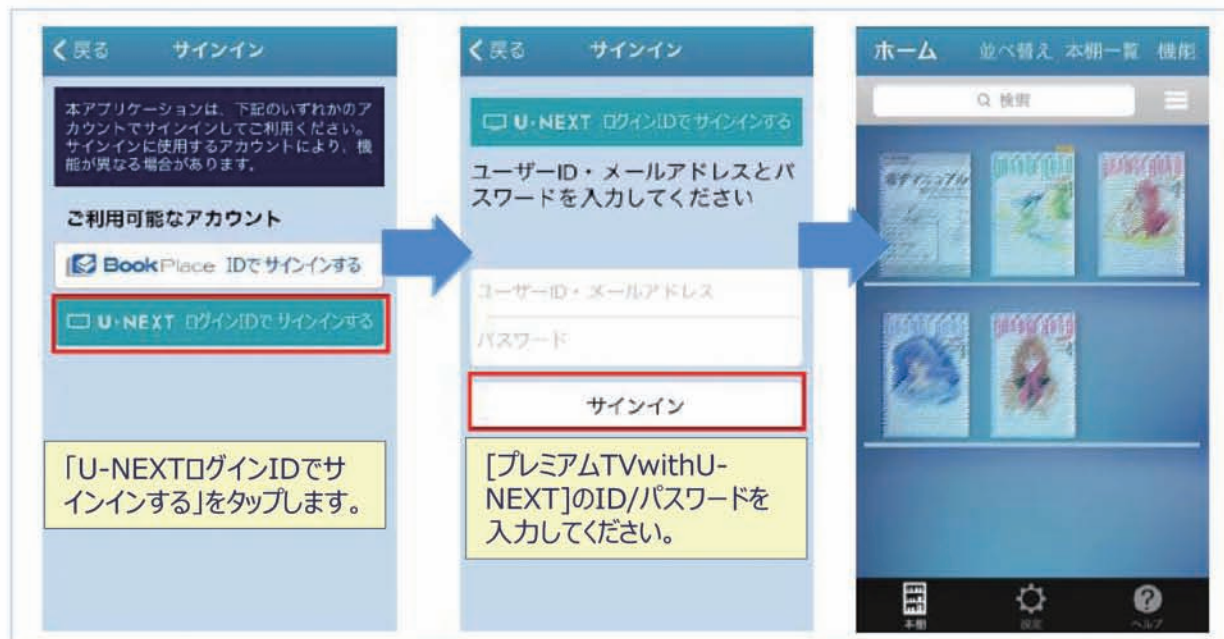 戻る サインイン
本アプリケーションは、下記のいずれかのア
カウントでサインインしてご利用ください。
サインインに使用するアカウントにより、機
能が異なる場合があります。
ご利用可能なアカウント
BookPlace IDでサインインする
U-NEXT ログインIDでサインインする
「U-NEXTログインIDでサ
インインする」をタップします。
戻る サインイン
U-NEXT ログインIDでサインインする
ユーザーID・メールアドレスとパ
スワードを入力してください
ユーザーID・メールアドレス
パスワード
サインイン
[プレミアムTVwithU-
NEXT]のID/パスワードを
入力してください。
ホーム 並べ替え 本棚一覧 機能
検索
本棚 設定 ヘルプ